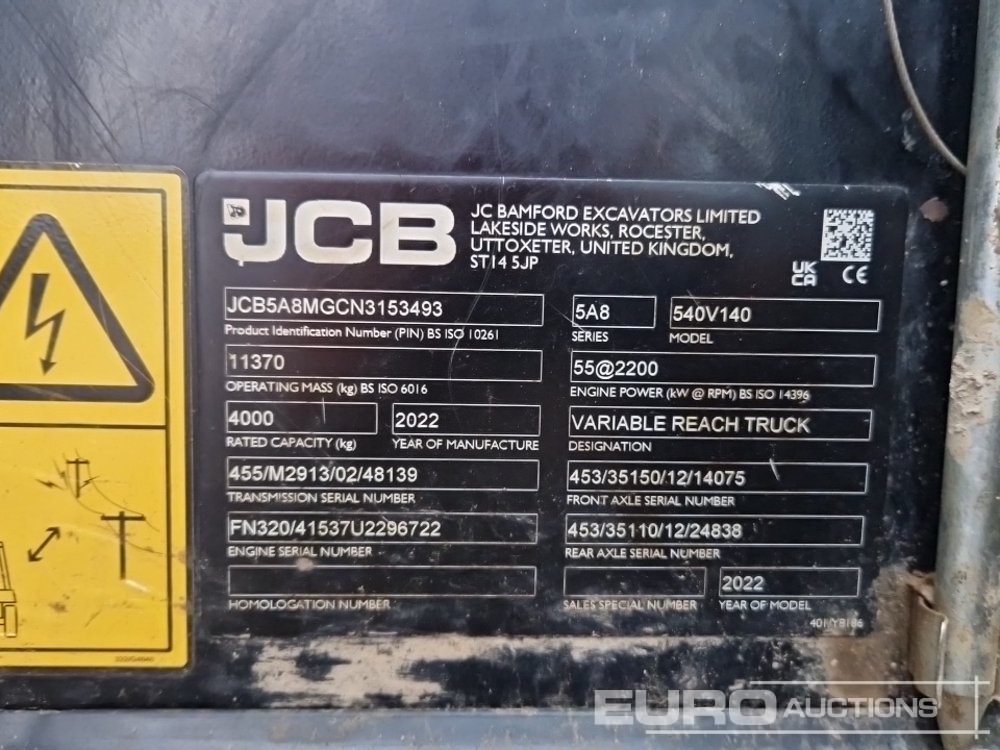 JCB
JC BAMFORD EXCAVATORS LIMITED
LAKESIDE WORKS, ROCESTER,
UTTOXETER, UNITED KINGDOM,
ST14 5JP
UK
CA
CE
JCB5A8MGCN3153493
Product Identification Number (PIN) BS ISO 10261
5A8
SERIES
540V140
MODEL
11370
OPERATING MASS (kg) BS ISO 6016
55@2200
ENGINE POWER (kW @ RPM) BS ISO 14396
4000
RATED CAPACITY (kg)
2022
YEAR OF MANUFACTURE
VARIABLE REACH TRUCK
DESIGNATION
455/M2913/02/48139
TRANSMISSION SERIAL NUMBER
453/35150/12/14075
FRONT AXLE SERIAL NUMBER
FN320/41537U2296722
ENGINE SERIAL NUMBER
453/35110/12/24838
REAR AXLE SERIAL NUMBER
HOMOLOGATION NUMBER
SALES SPECIAL NUMBER
2022
YEAR OF MODEL
EURO AUCTIONS